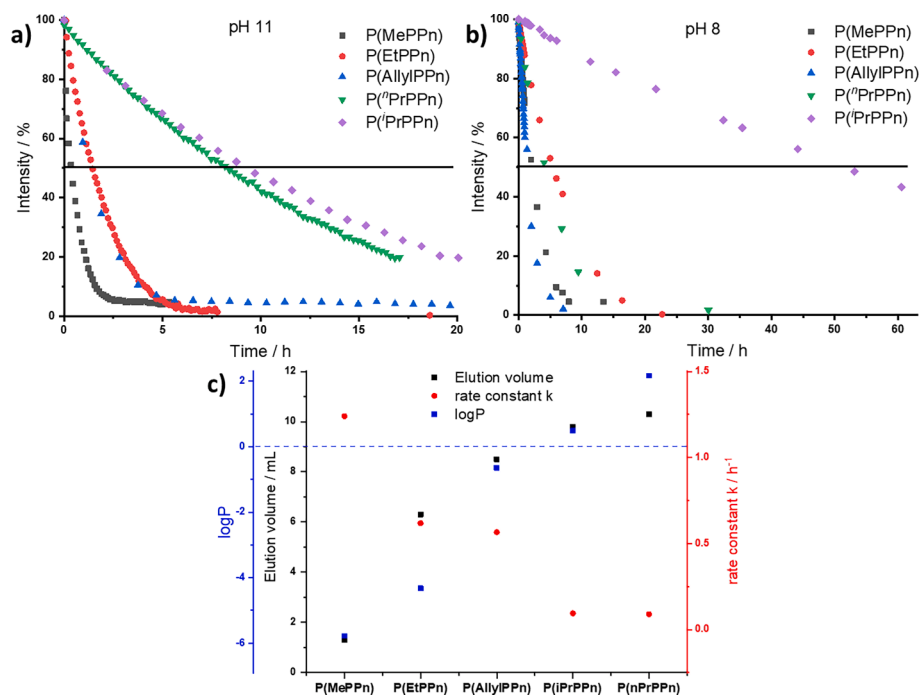 a)
pH 11
P(MePPn)
P(EtPPn)
P(AllylPPn)
P(ⁿPrPPn)
P(ⁱPrPPn)
Intensity / %
100
80
60
40
20
0
0
5
10
15
20
Time / h
b)
pH 8
P(MePPn)
P(EtPPn)
P(AllylPPn)
P(ⁿPrPPn)
P(ⁱPrPPn)
Intensity / %
100
80
60
40
20
0
0
10
20
30
40
50
60
Time / h
c)
Elution volume
rate constant k
logP
logP
2
0
-2
-4
-6
Elution volume / mL
12
10
8
6
4
2
0
rate constant k / h⁻¹
1.5
1.0
0.5
0.0
P(MePPn)
P(EtPPn)
P(AllylPPn)
P(iPrPPn)
P(nPrPPn)